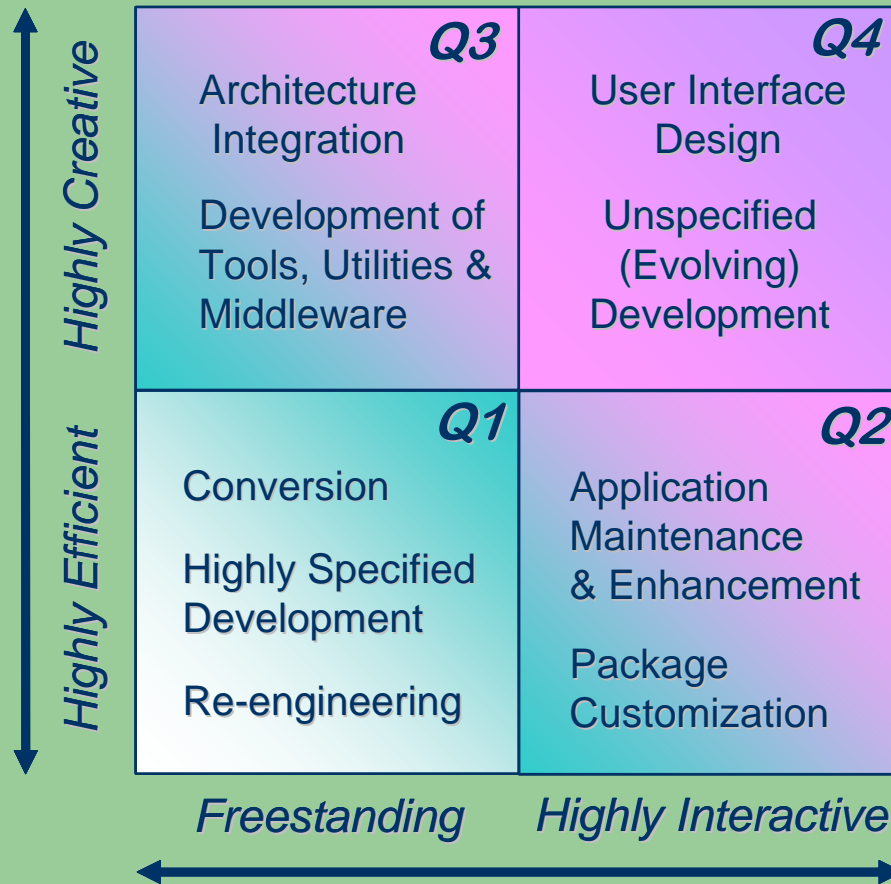 Highly Creative
Q3
Architecture
Integration
Development of
Tools, Utilities &
Middleware
Q4
User Interface
Design
Unspecified
(Evolving)
Development
Highly Efficient
Q1
Conversion
Highly Specified
Development
Re-engineering
Q2
Application
Maintenance
& Enhancement
Package
Customization
Freestanding
Highly Interactive